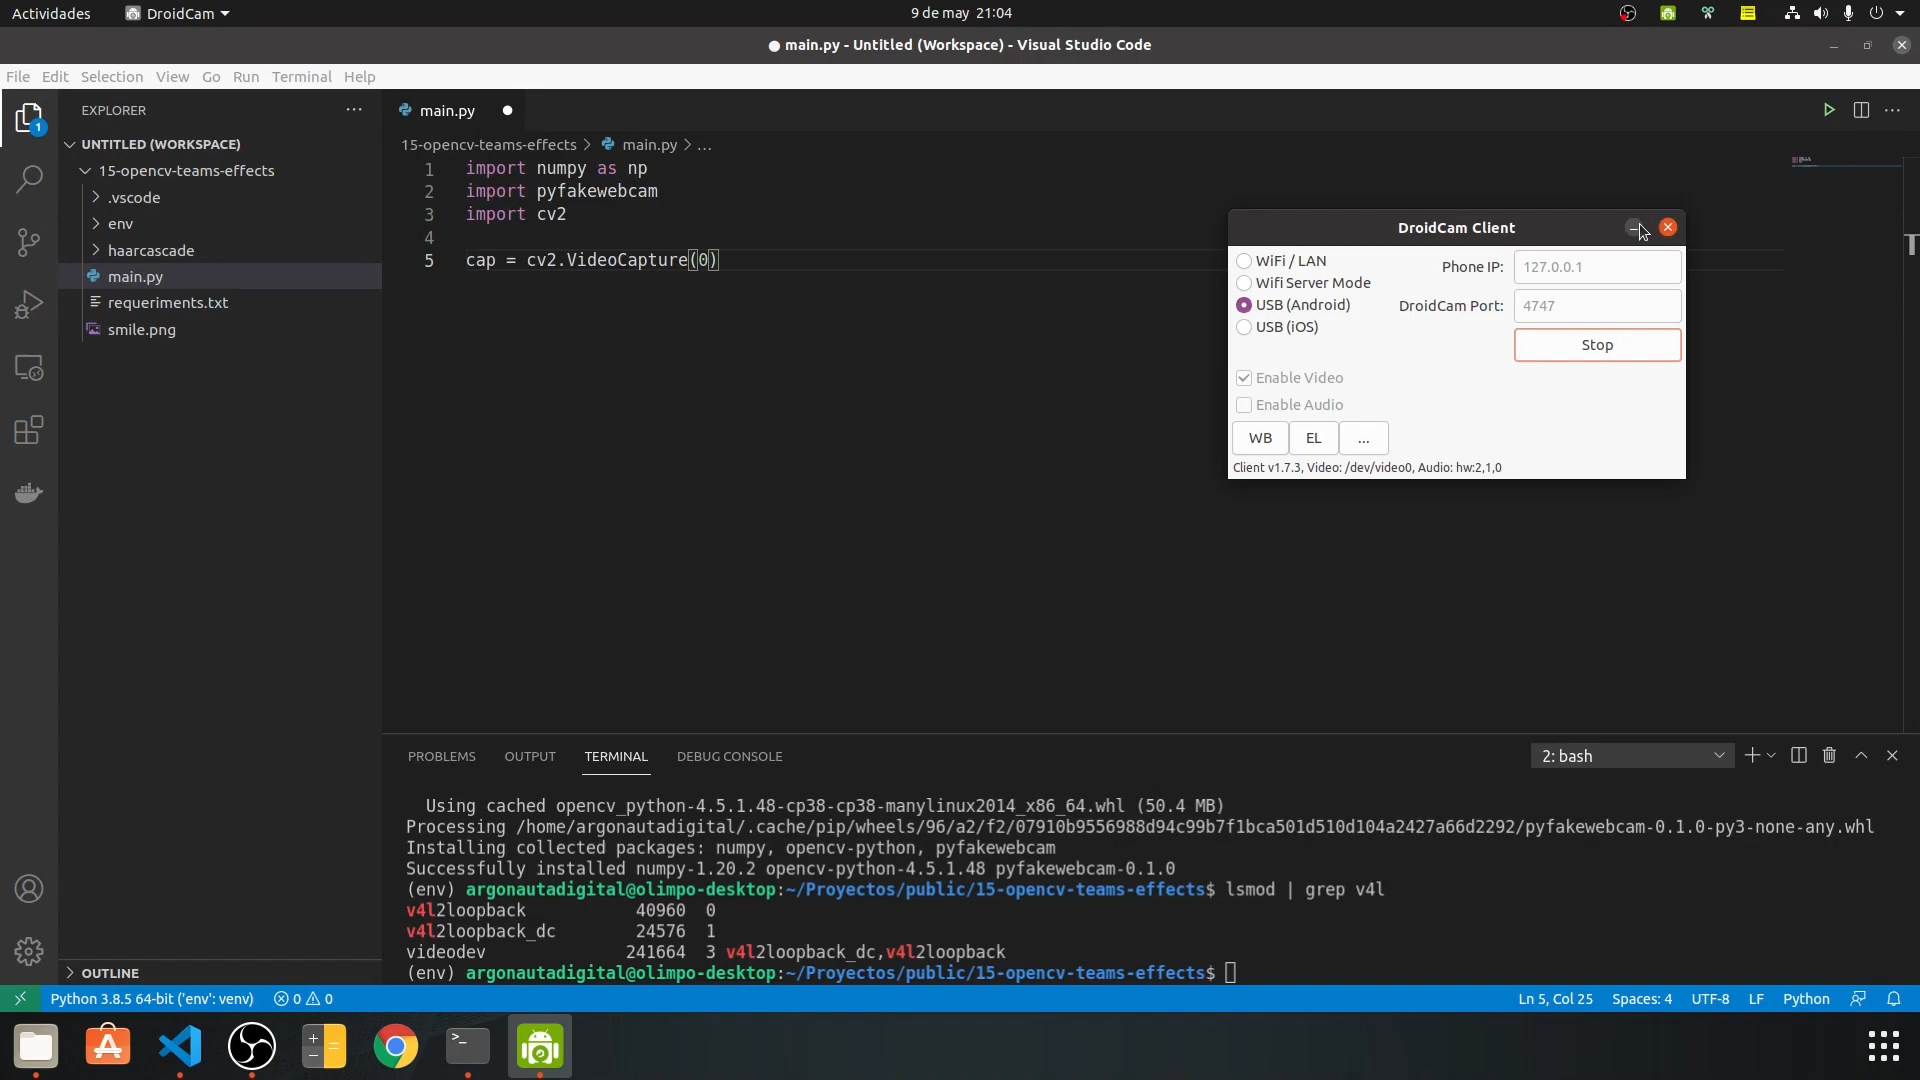 Actividades
DroidCam
9 de may 21:04
● main.py - Untitled (Workspace) - Visual Studio Code
File Edit Selection View Go Run Terminal Help
1
EXPLORER
UNTITLED (WORKSPACE)
15-opencv-teams-effects
.vscode
env
haarcascade
main.py
requeriments.txt
smile.png
OUTLINE
main.py
15-opencv-teams-effects > main.py > ...
1 import numpy as np
2 import pyfakewebcam
3 import cv2
4
5 cap = cv2.VideoCapture(0)
DroidCam Client
WiFi / LAN
Wifi Server Mode
USB (Android)
USB (iOS)
Phone IP: 127.0.0.1
DroidCam Port: 4747
Stop
Enable Video
Enable Audio
WB EL ...
Client v1.7.3, Video: /dev/video0, Audio: hw:2,1,0
PROBLEMS OUTPUT TERMINAL DEBUG CONSOLE
2: bash
Using cached opencv_python-4.5.1.48-cp38-cp38-manylinux2014_x86_64.whl (50.4 MB)
Processing /home/argonautadigital/.cache/pip/wheels/96/a2/f2/07910b9556988d94c99b7f1bca501d510d104a2427a66d2292/pyfakewebcam-0.1.0-py3-none-any.whl
Installing collected packages: numpy, opencv-python, pyfakewebcam
Successfully installed numpy-1.20.2 opencv-python-4.5.1.48 pyfakewebcam-0.1.0
(env) argonautadigital@olimpo-desktop:~/Proyectos/public/15-opencv-teams-effects$ lsmod | grep v4l
v4l2loopback 40960 0
v4l2loopback_dc 24576 1
videodev 241664 3 v4l2loopback_dc,v4l2loopback
(env) argonautadigital@olimpo-desktop:~/Proyectos/public/15-opencv-teams-effects$
Python 3.8.5 64-bit ('env': venv)
0 0
Ln 5, Col 25
Spaces: 4
UTF-8
LF
Python